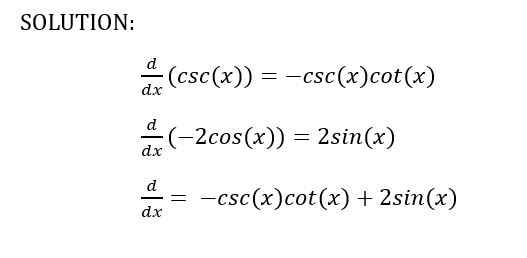 SOLUTION:
d/dx (csc(x)) = −csc(x)cot(x)
d/dx (−2cos(x)) = 2sin(x)
d/dx = −csc(x)cot(x) + 2sin(x)